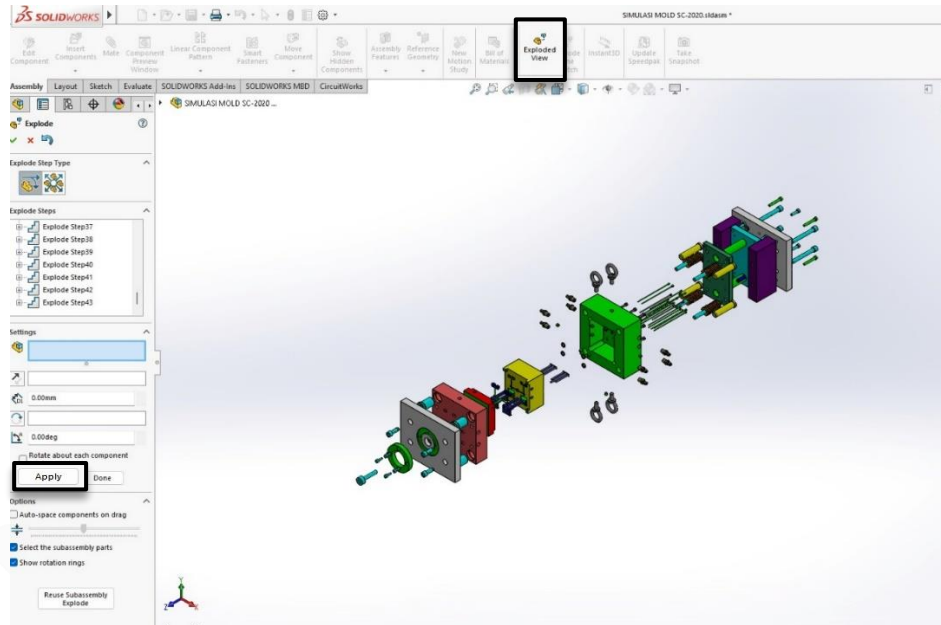 SOLIDWORKS
SIMULASI MOLD SC-2020.sldasm *
Edit Component
Insert Components
Mate
Component Preview Window
Linear Component Pattern
Smart Fasteners
Move Component
Show Hidden Components
Assembly Features
Reference Geometry
New Motion Study
Bill of Materials
Exploded View
Instant3D
Update Speedpak
Take Snapshot
Assembly
Layout
Sketch
Evaluate
SOLIDWORKS Add-Ins
SOLIDWORKS MBD
CircuitWorks
SIMULASI MOLD SC-2020 ...
Explode
Explode Step Type
Explode Steps
Explode Step37
Explode Step38
Explode Step39
Explode Step40
Explode Step41
Explode Step42
Explode Step43
Settings
0.00mm
0.00deg
Rotate about each component
Apply
Done
Options
Auto-space components on drag
Select the subassembly parts
Show rotation rings
Reuse Subassembly
Explode
Y
Z
X